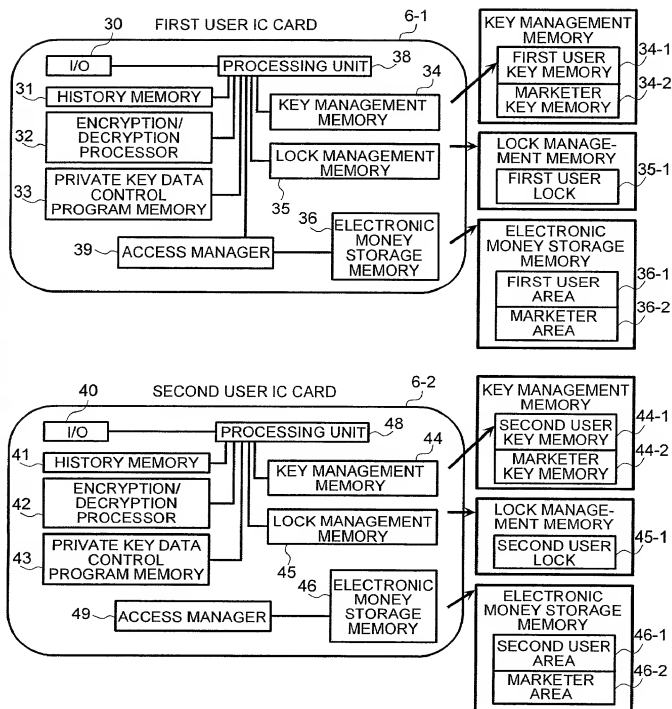 FIRST USER IC CARD
6-1
30
I/O
PROCESSING UNIT
38
31
HISTORY MEMORY
34
KEY MANAGEMENT
MEMORY
32
ENCRYPTION/
DECRYPTION
PROCESSOR
LOCK MANAGEMENT
MEMORY
35
33
PRIVATE KEY DATA
CONTROL
PROGRAM MEMORY
36
ELECTRONIC
MONEY
STORAGE
MEMORY
39
ACCESS MANAGER
KEY MANAGEMENT
MEMORY
34-1
FIRST USER
KEY MEMORY
34-2
MARKETER
KEY MEMORY
LOCK MANAGE-
MENT MEMORY
35-1
FIRST USER
LOCK
ELECTRONIC
MONEY STORAGE
MEMORY
36-1
FIRST USER
AREA
36-2
MARKETER
AREA
SECOND USER IC CARD
6-2
40
I/O
PROCESSING UNIT
48
41
HISTORY MEMORY
44
KEY MANAGEMENT
MEMORY
42
ENCRYPTION/
DECRYPTION
PROCESSOR
LOCK MANAGEMENT
MEMORY
45
43
PRIVATE KEY DATA
CONTROL
PROGRAM MEMORY
46
ELECTRONIC
MONEY
STORAGE
MEMORY
49
ACCESS MANAGER
KEY MANAGEMENT
MEMORY
44-1
SECOND USER
KEY MEMORY
44-2
MARKETER
KEY MEMORY
LOCK MANAGE-
MENT MEMORY
45-1
SECOND USER
LOCK
ELECTRONIC
MONEY STORAGE
MEMORY
46-1
SECOND USER
AREA
46-2
MARKETER
AREA